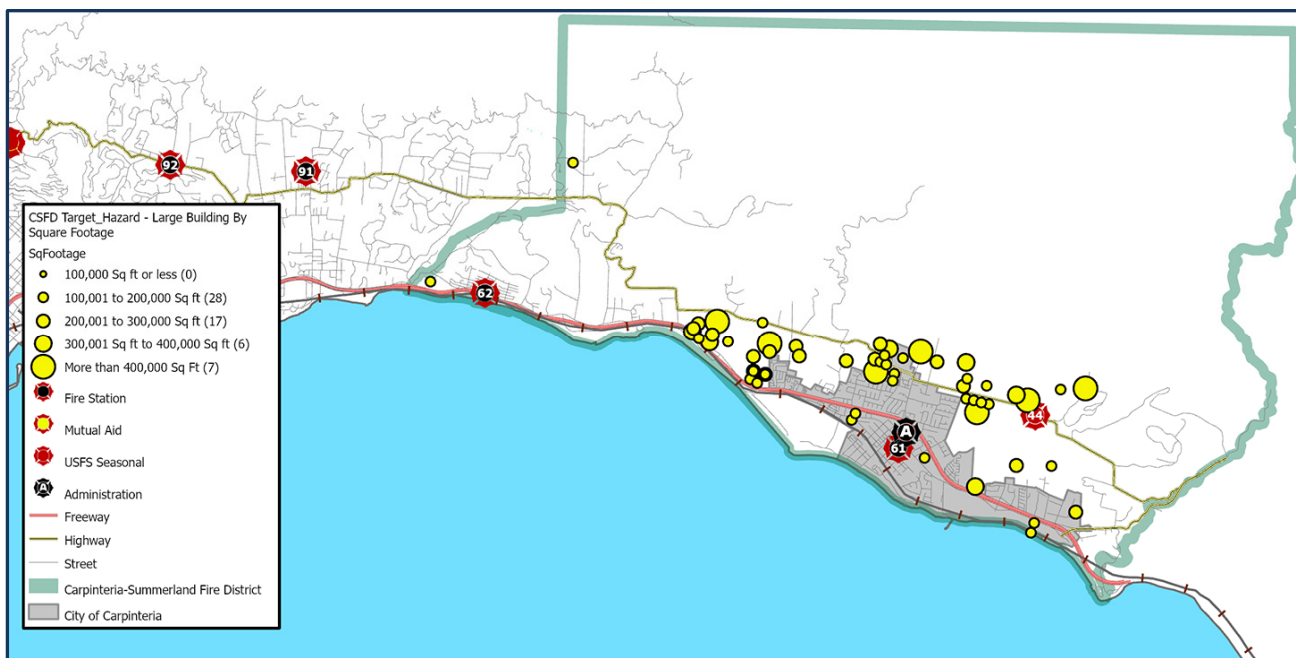 92
91
62
CSFD Target_Hazard - Large Building By
Square Footage
SqFootage
100,000 Sq ft or less (0)
100,001 to 200,000 Sq ft (28)
200,001 to 300,000 Sq ft (17)
300,001 Sq ft to 400,000 Sq ft (6)
More than 400,000 Sq Ft (7)
Fire Station
Mutual Aid
USFS Seasonal
A
Administration
Freeway
Highway
Street
Carpinteria-Summerland Fire District
City of Carpinteria
44
A
61